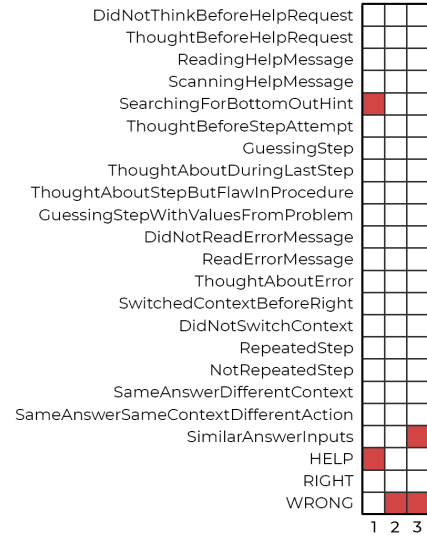 DidNotThinkBeforeHelpRequest
ThoughtBeforeHelpRequest
ReadingHelpMessage
ScanningHelpMessage
SearchingForBottomOutHint
ThoughtBeforeStepAttempt
GuessingStep
ThoughtAboutDuringLastStep
ThoughtAboutStepButFlawInProcedure
GuessingStepWithValuesFromProblem
DidNotReadErrorMessage
ReadErrorMessage
ThoughtAboutError
SwitchedContextBeforeRight
DidNotSwitchContext
RepeatedStep
NotRepeatedStep
SameAnswerDifferentContext
SameAnswerSameContextDifferentAction
SimilarAnswerInputs
HELP
RIGHT
WRONG
1 2 3